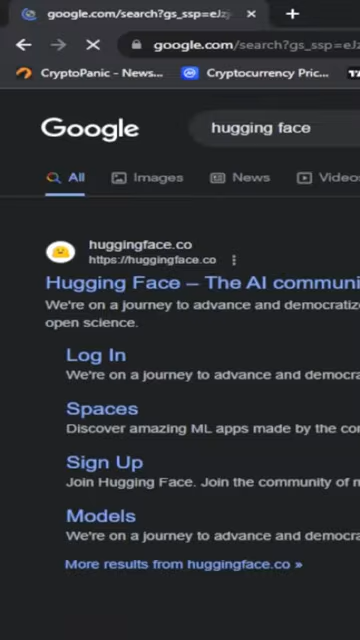 google.com/search?gs_ssp=eJz
google.com/search?gs_ssp=eJz
CryptoPanic - News...
Cryptocurrency Pric...
Google
hugging face
All
Images
News
Videos
huggingface.co
https://huggingface.co
Hugging Face – The AI communi
We're on a journey to advance and democratize
open science.
Log In
We're on a journey to advance and democra
Spaces
Discover amazing ML apps made by the co
Sign Up
Join Hugging Face. Join the community of m
Models
We're on a journey to advance and democra
More results from huggingface.co »